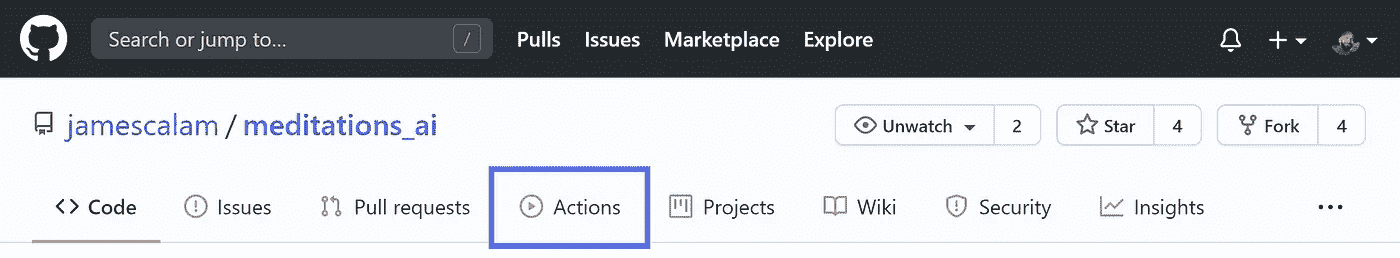 Search or jump to... / Pulls Issues Marketplace Explore
jamescalam / meditations_ai Unwatch 2 Star 4 Fork 4
Code Issues Pull requests Actions Projects Wiki Security Insights ...